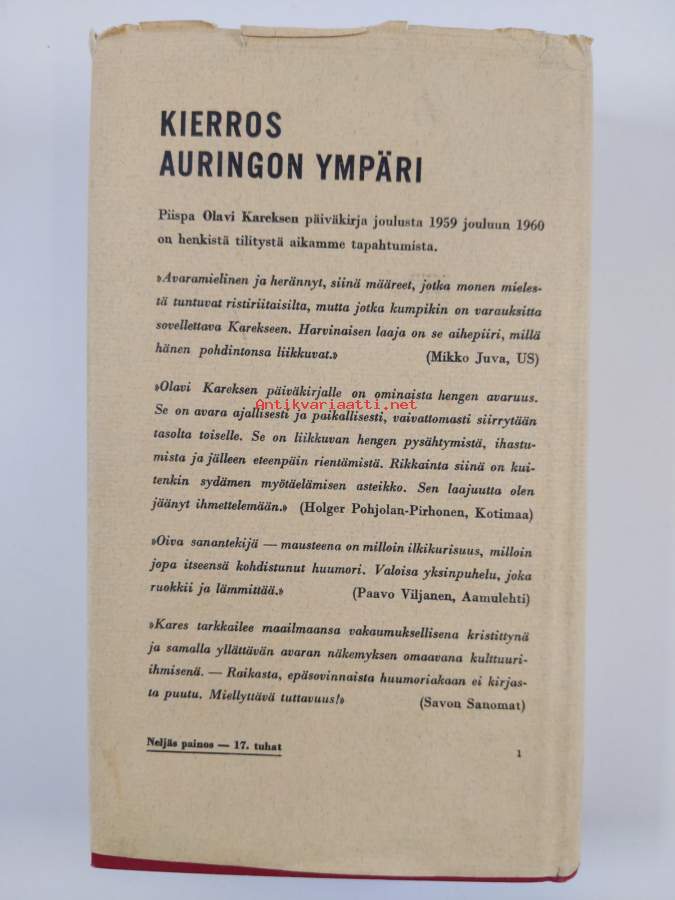 KIERROS
AURINGON YMPÄRI
Piispa Olavi Kareksen päiväkirja joulusta 1959 jouluun 1960
on henkistä tilitystä aikamme tapahtumista.
»Avaramielinen ja herännyt, siinä määreet, jotka monen mieles-
tä tuntuvat ristiriitaisilta, mutta jotka kumpikin on varauksitta
sovellettava Karekseen. Harvinaisen laaja on se aihepiiri, millä
hänen pohdintonsa liikkuvat.» (Mikko Juva, US)
»Olavi Kareksen päiväkirjalle on ominaista hengen avaruus.
Antikvariaatti.net
Se on avara ajallisesti ja paikallisesti, vaivattomasti siirrytään
tasolta toiselle. Se on liikkuvan hengen pysähtymistä, ihastu-
mista ja jälleen eteenpäin rientämistä. Rikkainta siinä on kui-
tenkin sydämen myötäelämisen asteikko. Sen laajuutta olen
jäänyt ihmettelemään.» (Holger Pohjolan-Pirhonen, Kotimaa)
»Oiva sanantekijä — mausteena on milloin ilkikurisuus, milloin
jopa itseensä kohdistunut huumori. Valoisa yksinpuhelu, joka
ruokkii ja lämmittää.» (Paavo Viljanen, Aamulehti)
»Kares tarkkailee maailmaansa vakaumuksellisena kristittynä
ja samalla yllättävän avaran näkemyksen omaavana kulttuuri-
ihmisenä. — Raikasta, epäsovinnaista huumoriakaan ei kirjas-
ta puutu. Miellyttävä tuttavuus!» (Savon Sanomat)
Neljäs painos — 17. tuhat 1